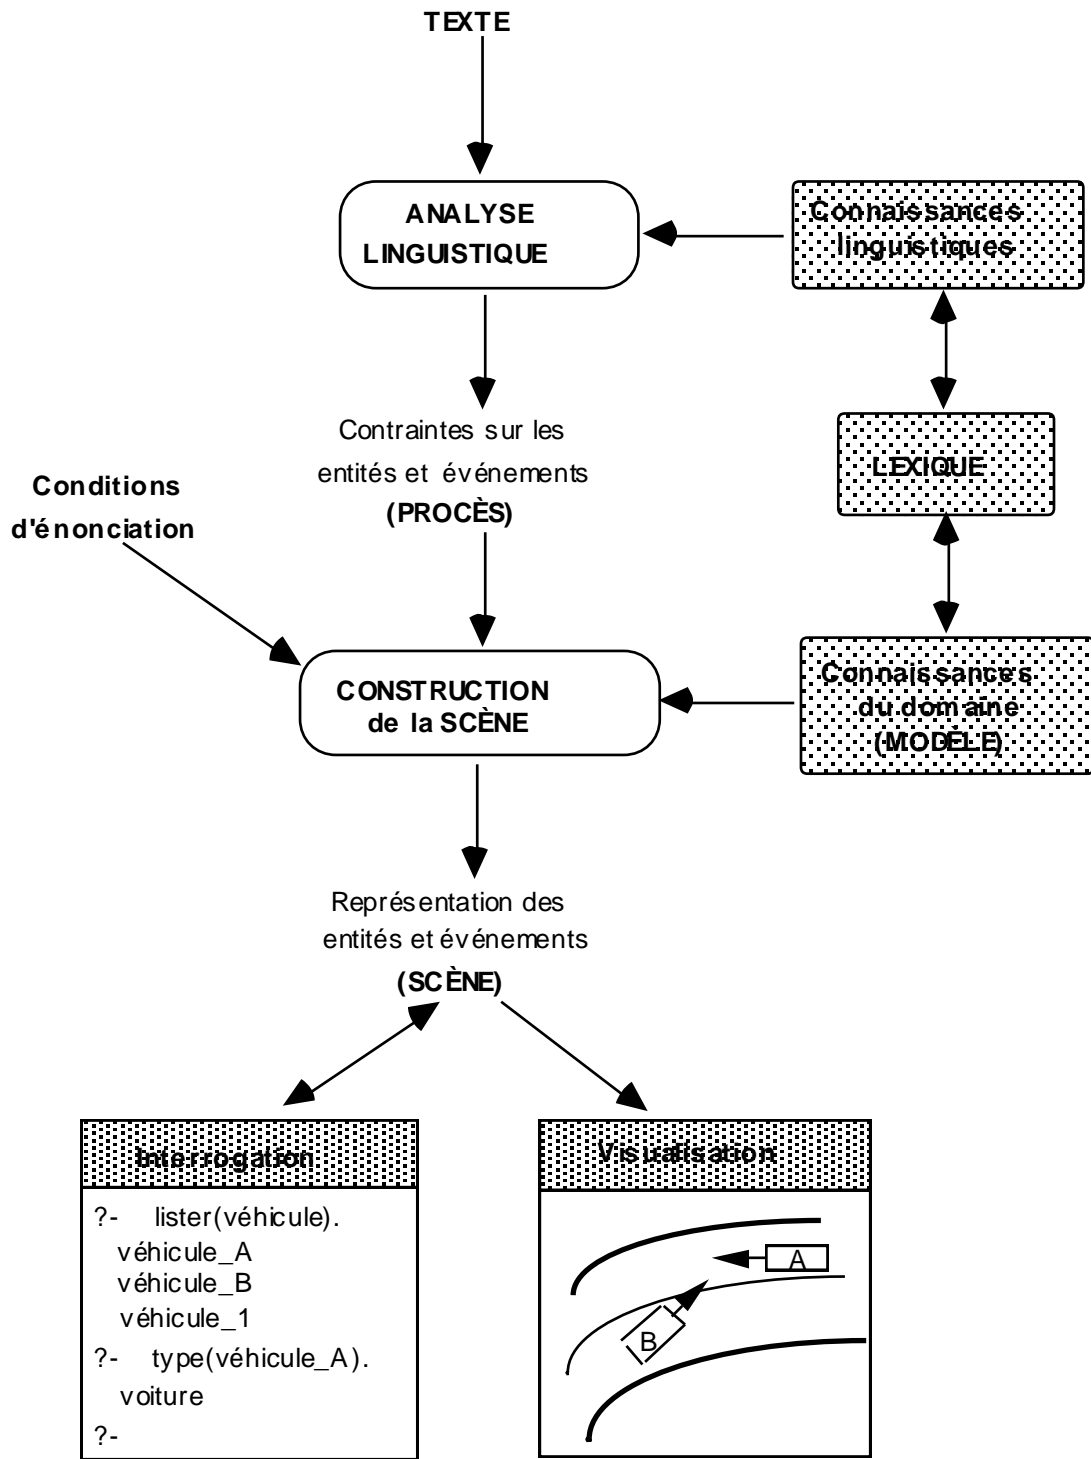 TEXTE
ANALYSE
LINGUISTIQUE
Connaissances
linguistiques
Contraintes sur les
entités et événements
(PROCÈS)
LEXIQUE
Conditions
d'énonciation
CONSTRUCTION
de la SCÈNE
Connaissances
du domaine
(MODÈLE)
Représentation des
entités et événements
(SCÈNE)
Interrogation
?- lister(véhicule).
véhicule_A
véhicule_B
véhicule_1
?- type(véhicule_A).
voiture
?-
Visualisation
A
B